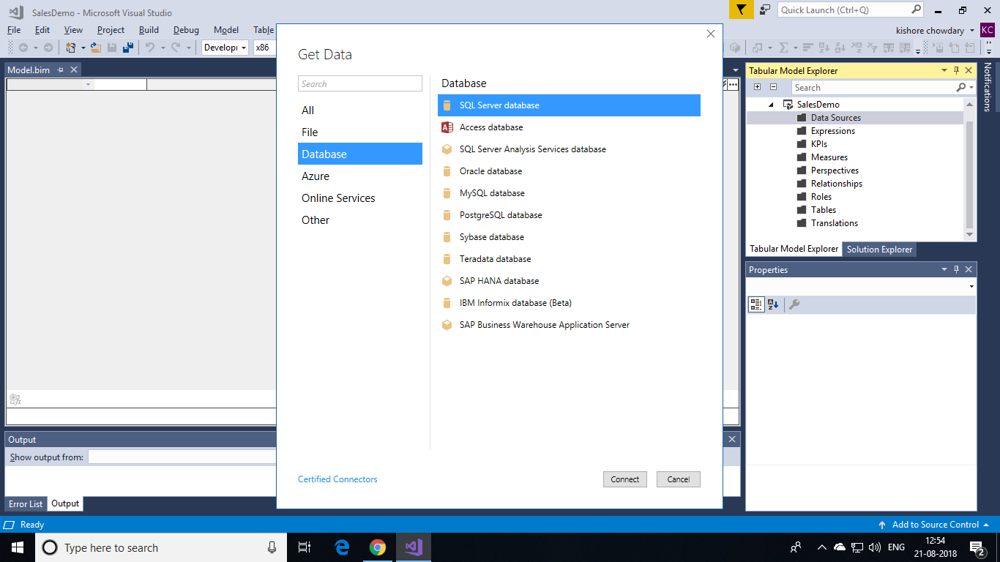 SalesDemo - Microsoft Visual Studio
Quick Launch (Ctrl+Q)
File Edit View Project Build Debug Model Table
kishore chowdary KC
Develop x86
Model.bim
Get Data
Search
All
File
Database
Azure
Online Services
Other
Database
SQL Server database
Access database
SQL Server Analysis Services database
Oracle database
MySQL database
PostgreSQL database
Sybase database
Teradata database
SAP HANA database
IBM Informix database (Beta)
SAP Business Warehouse Application Server
Certified Connectors
Connect
Cancel
Tabular Model Explorer
Search
SalesDemo
Data Sources
Expressions
KPIs
Measures
Perspectives
Relationships
Roles
Tables
Translations
Tabular Model Explorer Solution Explorer
Properties
Notifications
Output
Show output from:
Error List Output
Ready
Add to Source Control
Type here to search
ENG
12:54
21-08-2018
2